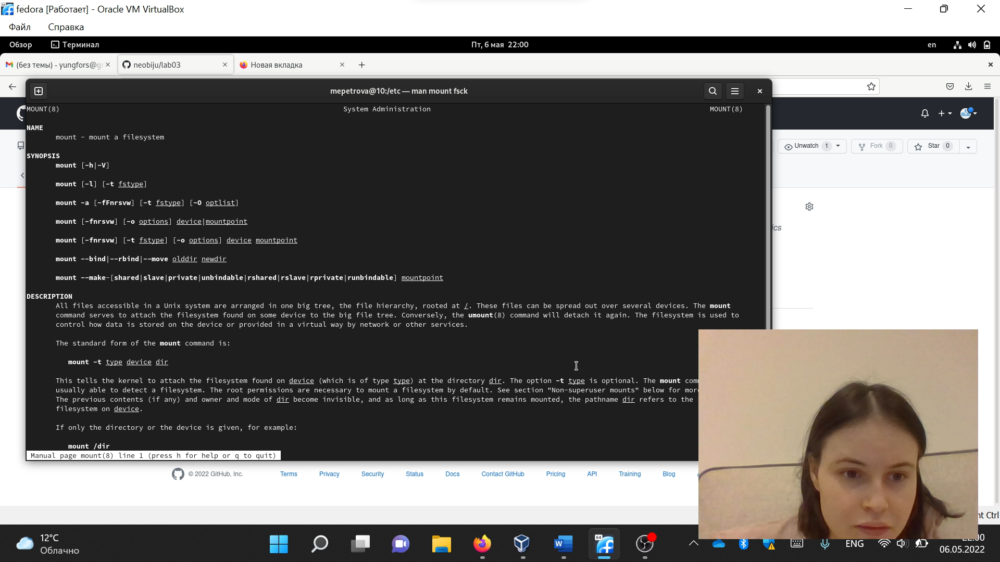 fedora [Работает] - Oracle VM VirtualBox
Файл Справка
Обзор Терминал Пт, 6 мая 22:00 en
(без темы) - yungfors@g neobiju/lab03 Новая вкладка
mepetrova@10:/etc — man mount fsck
MOUNT(8) System Administration MOUNT(8)
NAME
mount - mount a filesystem
SYNOPSIS
mount [-h|-V]
mount [-l] [-t fstype]
mount -a [-fFnrsvw] [-t fstype] [-O optlist]
mount [-fnrsvw] [-o options] device|mountpoint
mount [-fnrsvw] [-t fstype] [-o options] device mountpoint
mount --bind|--rbind|--move olddir newdir
mount --make-[shared|slave|private|unbindable|rshared|rslave|rprivate|runbindable] mountpoint
DESCRIPTION
All files accessible in a Unix system are arranged in one big tree, the file hierarchy, rooted at /. These files can be spread out over several devices. The mount
command serves to attach the filesystem found on some device to the big file tree. Conversely, the umount(8) command will detach it again. The filesystem is used to
control how data is stored on the device or provided in a virtual way by network or other services.
The standard form of the mount command is:
mount -t type device dir
This tells the kernel to attach the filesystem found on device (which is of type type) at the directory dir. The option -t type is optional. The mount com
usually able to detect a filesystem. The root permissions are necessary to mount a filesystem by default. See section "Non-superuser mounts" below for mor
The previous contents (if any) and owner and mode of dir become invisible, and as long as this filesystem remains mounted, the pathname dir refers to the
filesystem on device.
If only the directory or the device is given, for example:
mount /dir
Manual page mount(8) line 1 (press h for help or q to quit)
Unwatch 1 Fork 0 Star 0
ics
© 2022 GitHub, Inc. Terms Privacy Security Status Docs Contact GitHub Pricing API Training Blog
nt Ctrl
12°C
Облачно
64
ENG
22:00
06.05.2022